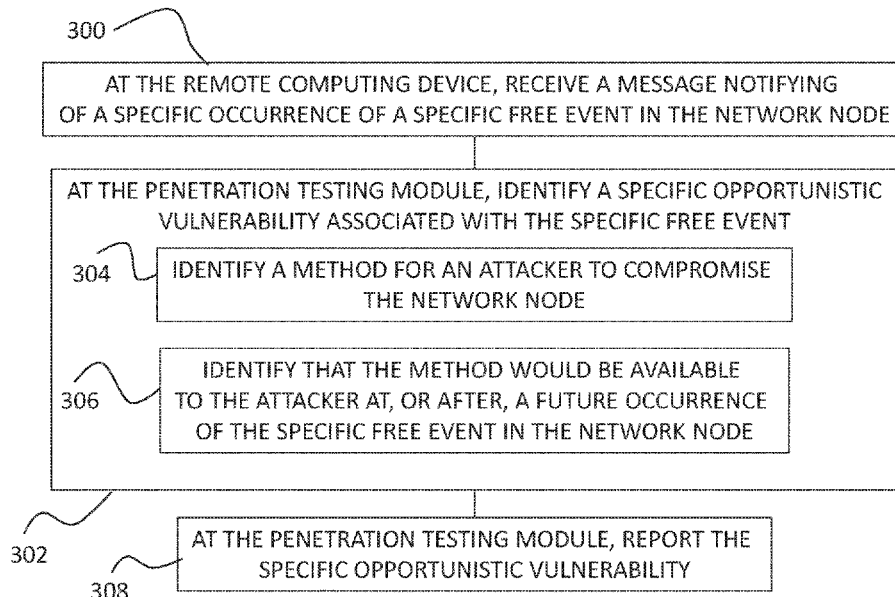 300
AT THE REMOTE COMPUTING DEVICE, RECEIVE A MESSAGE NOTIFYING
OF A SPECIFIC OCCURRENCE OF A SPECIFIC FREE EVENT IN THE NETWORK NODE
AT THE PENETRATION TESTING MODULE, IDENTIFY A SPECIFIC OPPORTUNISTIC
VULNERABILITY ASSOCIATED WITH THE SPECIFIC FREE EVENT
304
IDENTIFY A METHOD FOR AN ATTACKER TO COMPROMISE
THE NETWORK NODE
306
IDENTIFY THAT THE METHOD WOULD BE AVAILABLE
TO THE ATTACKER AT, OR AFTER, A FUTURE OCCURRENCE
OF THE SPECIFIC FREE EVENT IN THE NETWORK NODE
302
AT THE PENETRATION TESTING MODULE, REPORT THE
SPECIFIC OPPORTUNISTIC VULNERABILITY
308